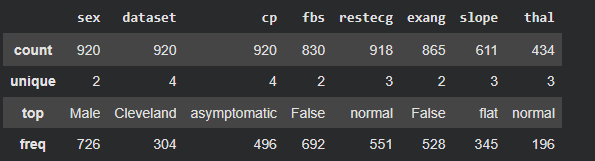 sex dataset cp fbs restecg exang slope thal
count 920 920 920 830 918 865 611 434
unique 2 4 4 2 3 2 3 3
top Male Cleveland asymptomatic False normal False flat normal
freq 726 304 496 692 551 528 345 196